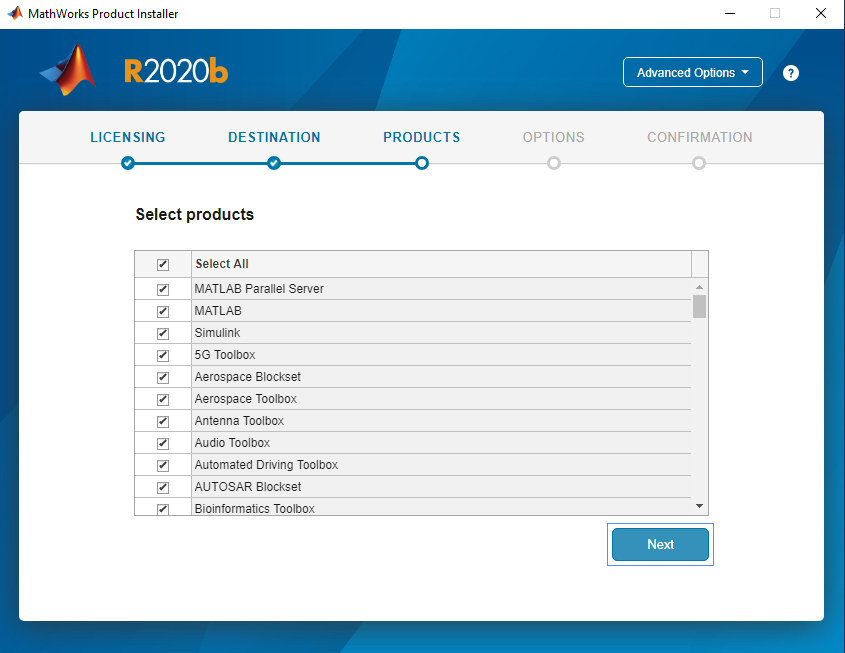 MathWorks Product Installer
R2020b
Advanced Options
?
LICENSING DESTINATION PRODUCTS OPTIONS CONFIRMATION
Select products
Select All
MATLAB Parallel Server
MATLAB
Simulink
5G Toolbox
Aerospace Blockset
Aerospace Toolbox
Antenna Toolbox
Audio Toolbox
Automated Driving Toolbox
AUTOSAR Blockset
Bioinformatics Toolbox
Next